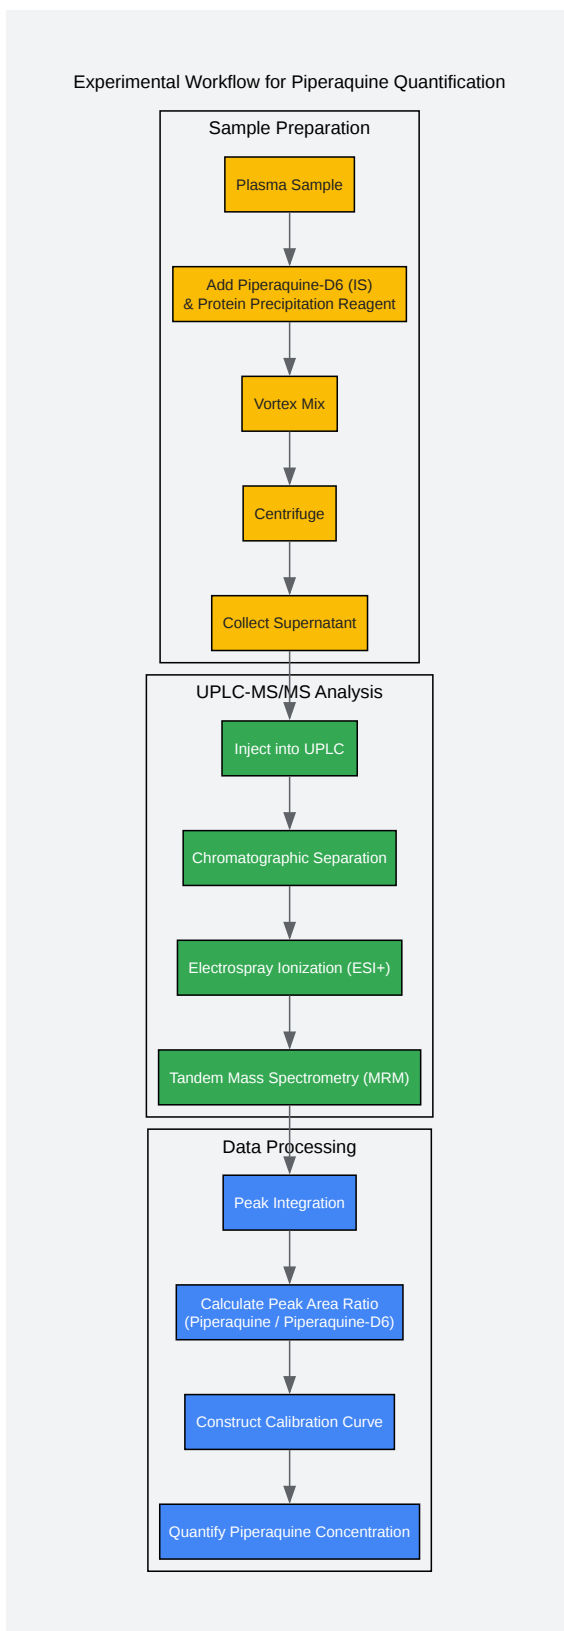 Experimental Workflow for Piperaquine Quantification
Sample Preparation
Plasma Sample
Add Piperaquine-D6 (IS)
& Protein Precipitation Reagent
Vortex Mix
Centrifuge
Collect Supernatant
UPLC-MS/MS Analysis
Inject into UPLC
Chromatographic Separation
Electrospray Ionization (ESI+)
Tandem Mass Spectrometry (MRM)
Data Processing
Peak Integration
Calculate Peak Area Ratio
(Piperaquine / Piperaquine-D6)
Construct Calibration Curve
Quantify Piperaquine Concentration